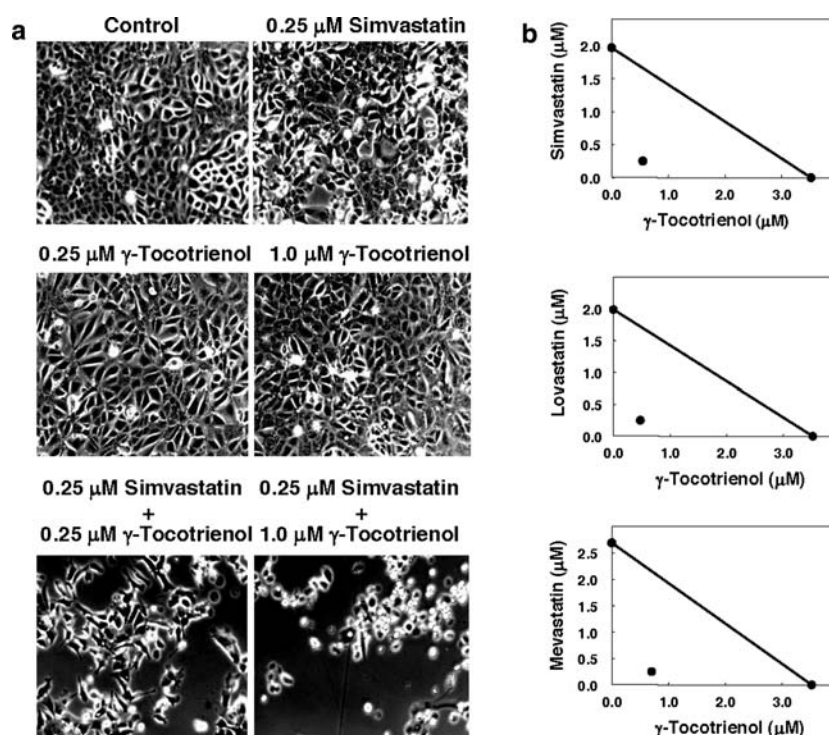 a
Control
0.25 μM Simvastatin
0.25 μM γ-Tocotrienol
1.0 μM γ-Tocotrienol
0.25 μM Simvastatin
+
0.25 μM γ-Tocotrienol
0.25 μM Simvastatin
+
1.0 μM γ-Tocotrienol
b
Simvastatin (μM)
2.0
1.5
1.0
0.5
0.0
0.0 1.0 2.0 3.0
γ-Tocotrienol (μM)
Lovastatin (μM)
2.0
1.5
1.0
0.5
0.0
0.0 1.0 2.0 3.0
γ-Tocotrienol (μM)
Mevastatin (μM)
2.5
2.0
1.5
1.0
0.5
0.0
0.0 1.0 2.0 3.0
γ-Tocotrienol (μM)